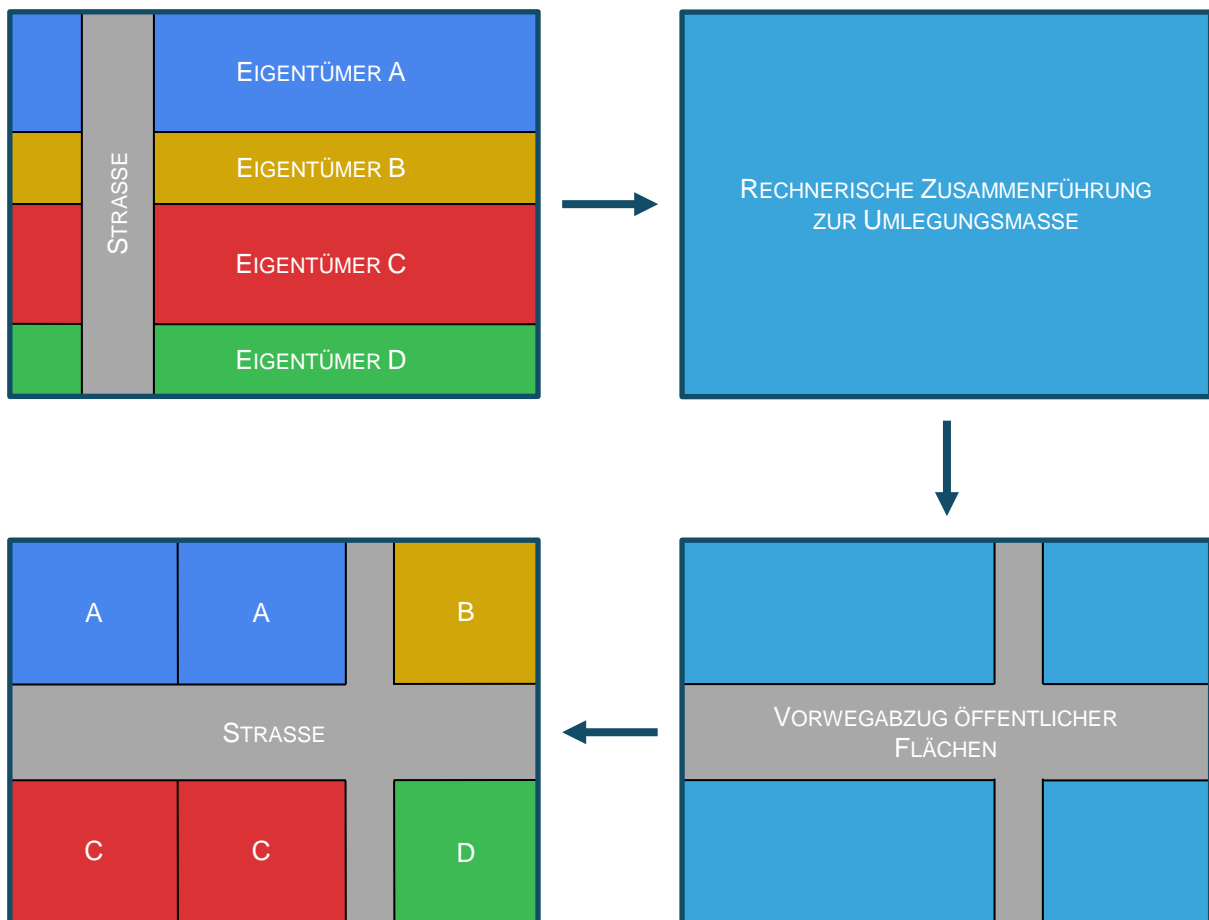 EIGENTÜMER A
EIGENTÜMER B
STRASSE
EIGENTÜMER C
EIGENTÜMER D
RECHNERISCHE ZUSAMMENFÜHRUNG
ZUR UMLEGUNGSMASSE
A
A
B
STRASSE
C
C
D
VORWEGABZUG ÖFFENTLICHER
FLÄCHEN